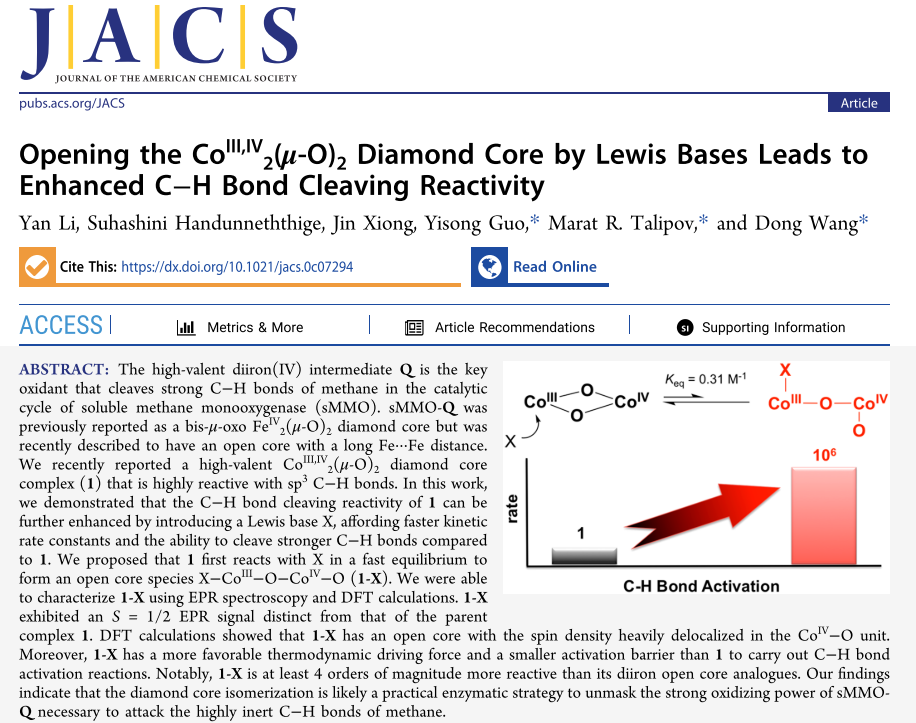 J|A|C|S
JOURNAL OF THE AMERICAN CHEMICAL SOCIETY
pubs.acs.org/JACS
Article
Opening the Co^III,IV_2(μ-O)_2 Diamond Core by Lewis Bases Leads to
Enhanced C−H Bond Cleaving Reactivity
Yan Li, Suhashini Handunneththige, Jin Xiong, Yisong Guo,* Marat R. Talipov,* and Dong Wang*
Cite This: https://dx.doi.org/10.1021/jacs.0c07294
Read Online
ACCESS | Metrics & More | Article Recommendations | SI Supporting Information
ABSTRACT: The high-valent diiron(IV) intermediate Q is the key
oxidant that cleaves strong C−H bonds of methane in the catalytic
cycle of soluble methane monooxygenase (sMMO). sMMO-Q was
previously reported as a bis-μ-oxo Fe^IV_2(μ-O)_2 diamond core but was
recently described to have an open core with a long Fe···Fe distance.
We recently reported a high-valent Co^III,IV_2(μ-O)_2 diamond core
complex (1) that is highly reactive with sp^3 C−H bonds. In this work,
we demonstrated that the C−H bond cleaving reactivity of 1 can be
further enhanced by introducing a Lewis base X, affording faster kinetic
rate constants and the ability to cleave stronger C−H bonds compared
to 1. We proposed that 1 first reacts with X in a fast equilibrium to
form an open core species X−Co^III−O−Co^IV−O (1-X). We were able
to characterize 1-X using EPR spectroscopy and DFT calculations. 1-X
exhibited an S = 1/2 EPR signal distinct from that of the parent
complex 1. DFT calculations showed that 1-X has an open core with the spin density heavily delocalized in the Co^IV−O unit.
Moreover, 1-X has a more favorable thermodynamic driving force and a smaller activation barrier than 1 to carry out C−H bond
activation reactions. Notably, 1-X is at least 4 orders of magnitude more reactive than its diiron open core analogues. Our findings
indicate that the diamond core isomerization is likely a practical enzymatic strategy to unmask the strong oxidizing power of sMMO-
Q necessary to attack the highly inert C−H bonds of methane.
O
Co^III Co^IV
O
X
K_eq = 0.31 M^-1
X
Co^III—O—Co^IV
O
rate
1
10^6
C-H Bond Activation